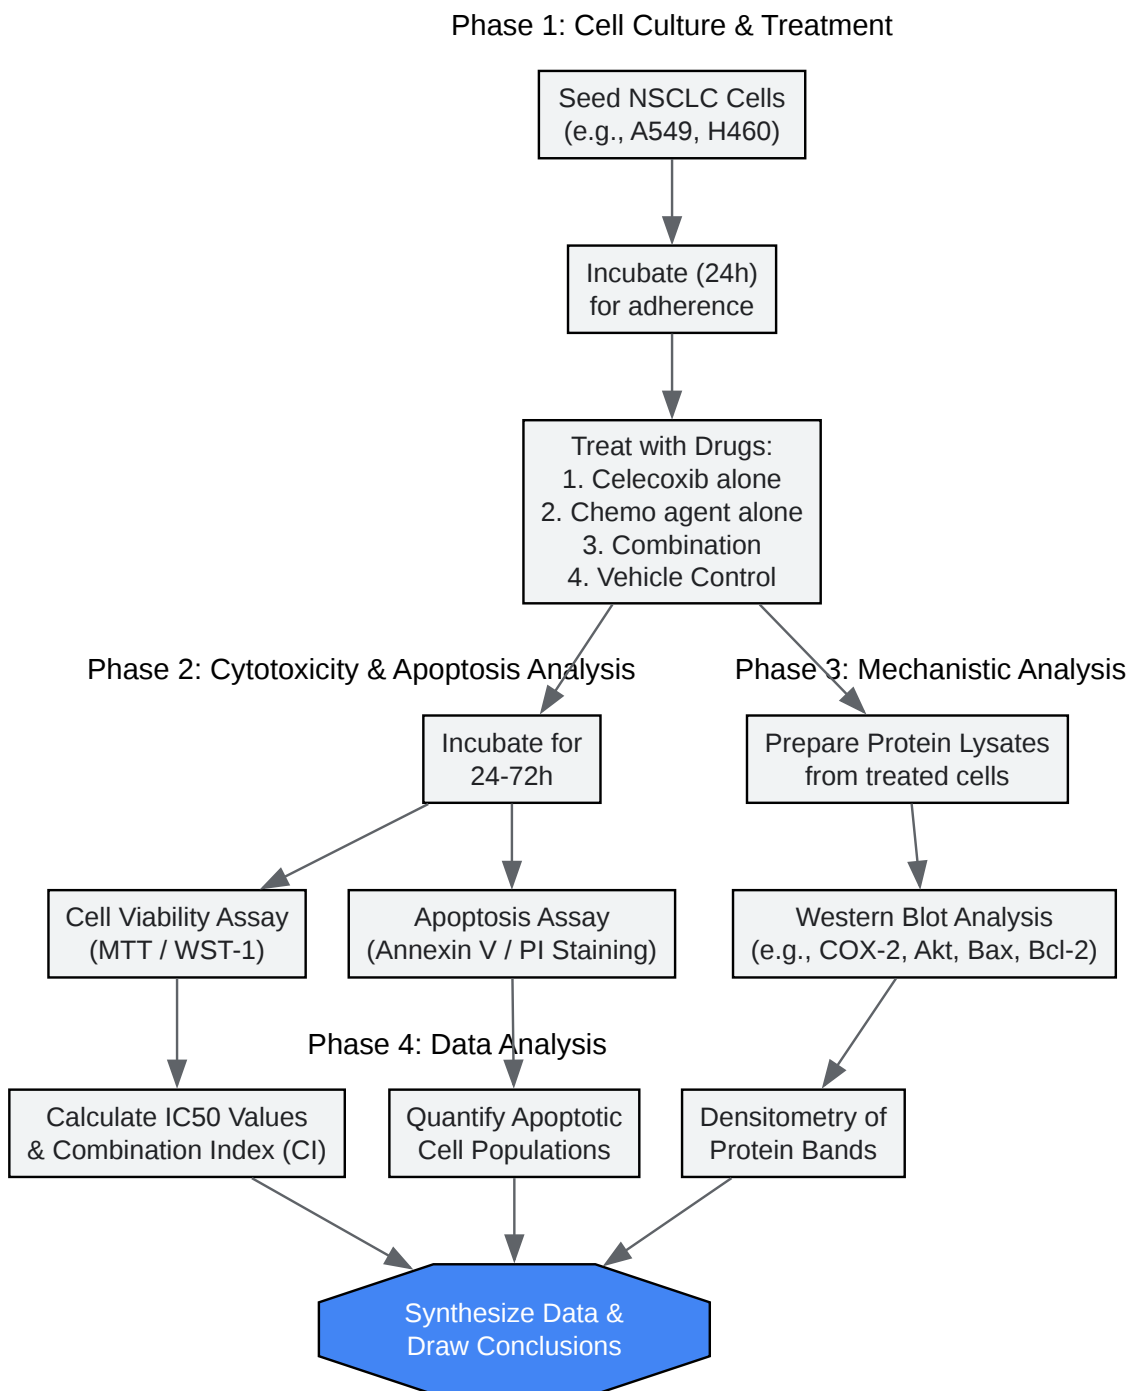 Phase 1: Cell Culture & Treatment
Seed NSCLC Cells
(e.g., A549, H460)
Incubate (24h)
for adherence
Treat with Drugs:
1. Celecoxib alone
2. Chemo agent alone
3. Combination
4. Vehicle Control
Phase 2: Cytotoxicity & Apoptosis Analysis
Phase 3: Mechanistic Analysis
Incubate for
24-72h
Prepare Protein Lysates
from treated cells
Cell Viability Assay
(MTT / WST-1)
Apoptosis Assay
(Annexin V / PI Staining)
Western Blot Analysis
(e.g., COX-2, Akt, Bax, Bcl-2)
Phase 4: Data Analysis
Calculate IC50 Values
& Combination Index (CI)
Quantify Apoptotic
Cell Populations
Densitometry of
Protein Bands
Synthesize Data &
Draw Conclusions